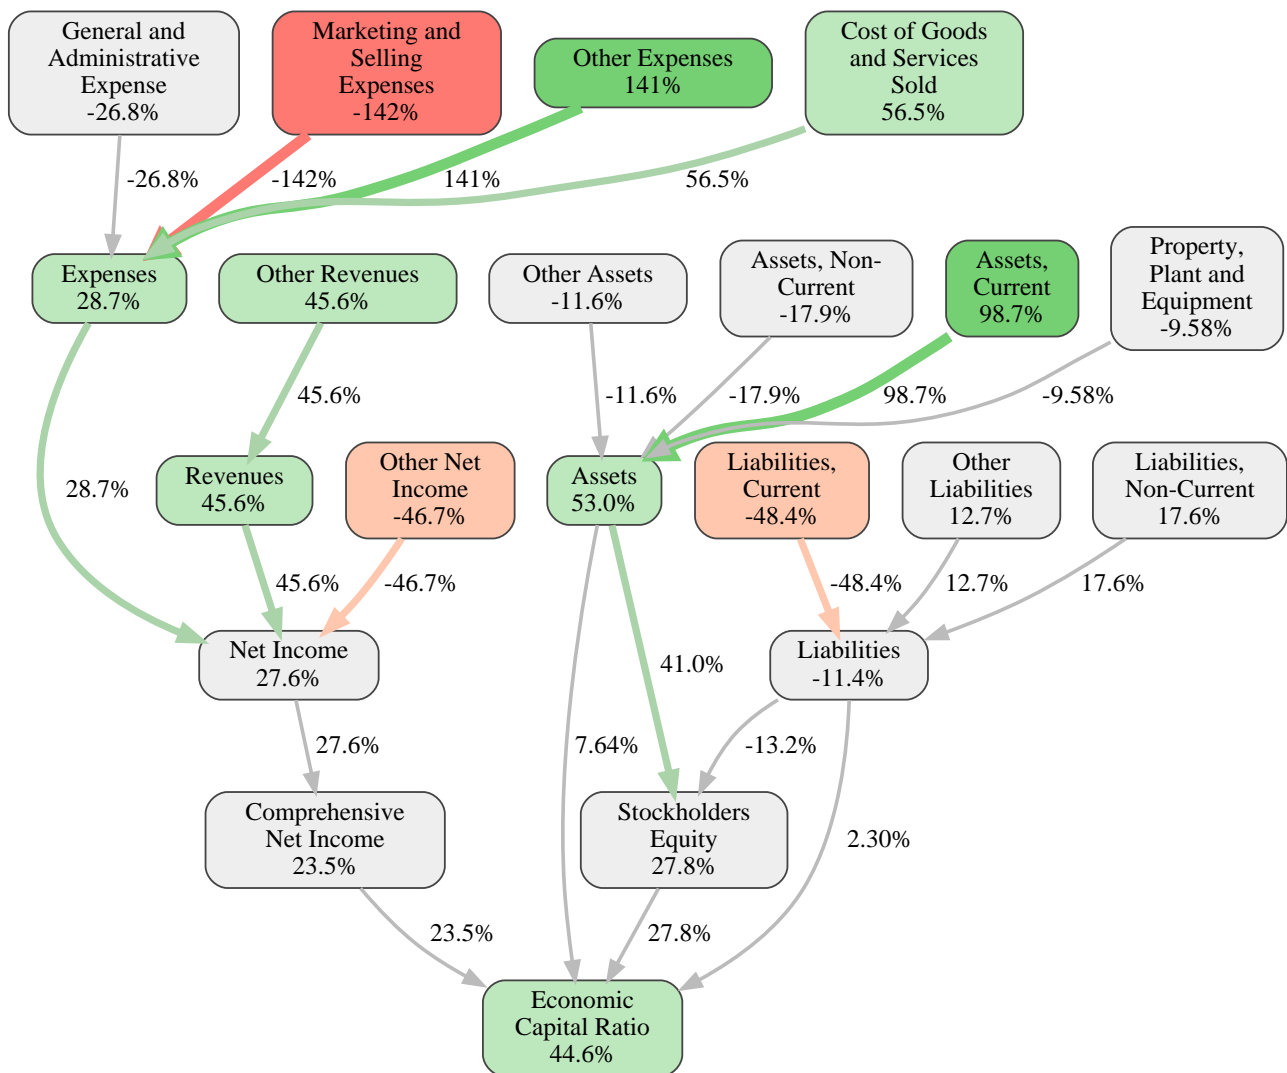 General and
Administrative
Expense
-26.8%
Marketing and
Selling
Expenses
-142%
Other Expenses
141%
Cost of Goods
and Services
Sold
56.5%
-26.8%
-142%
141%
56.5%
Expenses
28.7%
Other Revenues
45.6%
Other Assets
-11.6%
Assets, Non-
Current
-17.9%
Assets,
Current
98.7%
Property,
Plant and
Equipment
-9.58%
45.6%
-11.6%
-17.9%
98.7%
-9.58%
28.7%
Revenues
45.6%
Other Net
Income
-46.7%
Assets
53.0%
Liabilities,
Current
-48.4%
Other
Liabilities
12.7%
Liabilities,
Non-Current
17.6%
45.6%
-46.7%
-48.4%
12.7%
17.6%
Net Income
27.6%
41.0%
Liabilities
-11.4%
27.6%
7.64%
-13.2%
Comprehensive
Net Income
23.5%
Stockholders
Equity
27.8%
2.30%
23.5%
27.8%
Economic
Capital Ratio
44.6%